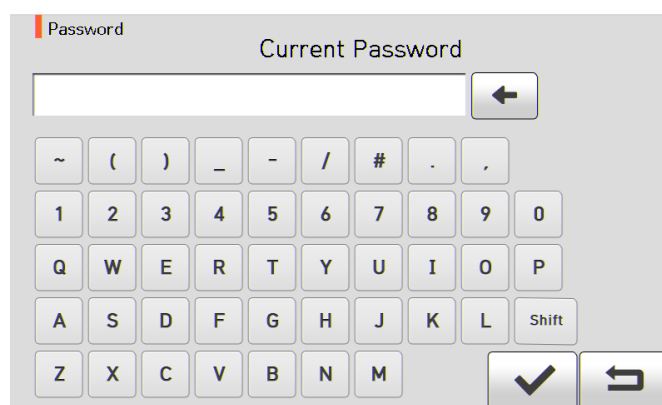 Password
Current Password
~ ( ) _ - / # . ,
1 2 3 4 5 6 7 8 9 0
Q W E R T Y U I O P
A S D F G H J K L Shift
Z X C V B N M